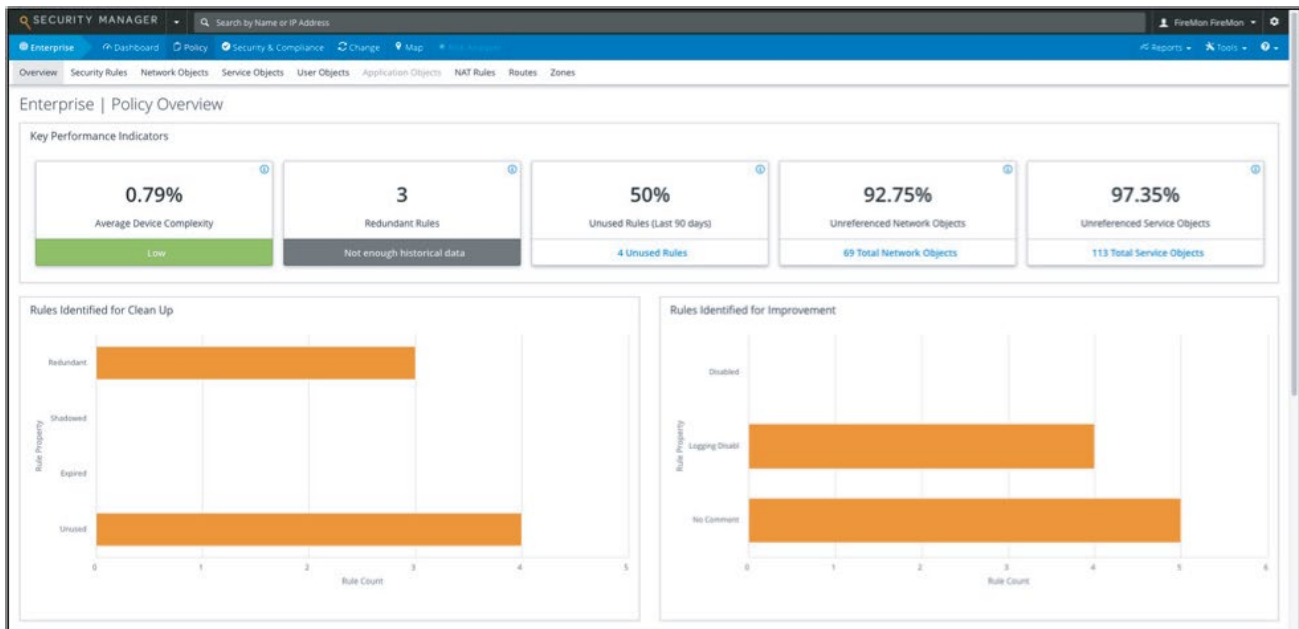 SECURITY MANAGER Search by Name or IP Address FireMon FireMon
Enterprise Dashboard Policy Security & Compliance Change Map Risk Analyzer Reports Tools
Overview Security Rules Network Objects Service Objects User Objects Application Objects NAT Rules Routes Zones
Enterprise | Policy Overview
Key Performance Indicators
0.79% 3 50% 92.75% 97.35%
Average Device Complexity Redundant Rules Unused Rules (Last 90 days) Unreferenced Network Objects Unreferenced Service Objects
Low Not enough historical data 4 Unused Rules 69 Total Network Objects 113 Total Service Objects
Rules Identified for Clean Up
Rule Property
Redundant
Shadowed
Expired
Unused
0 1 2 3 4 5
Rule Count
Rules Identified for Improvement
Rule Property
Disabled
Logging Disabl
No Comment
0 1 2 3 4 5 6
Rule Count